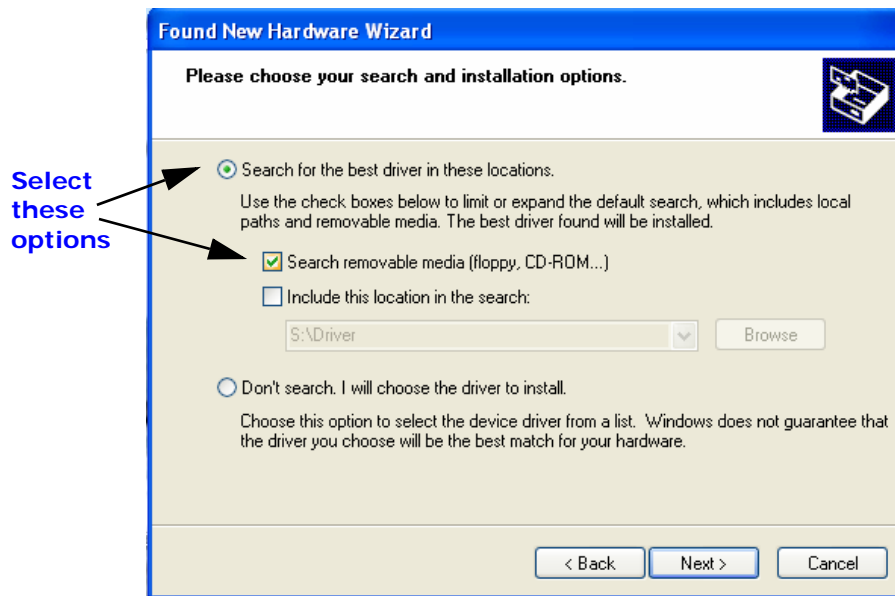 Found New Hardware Wizard
Please choose your search and installation options.
Select
these
options
Search for the best driver in these locations.
Use the check boxes below to limit or expand the default search, which includes local
paths and removable media. The best driver found will be installed.
Search removable media (floppy, CD-ROM...)
Include this location in the search:
S:\Driver
Browse
Don't search. I will choose the driver to install.
Choose this option to select the device driver from a list.  Windows does not guarantee that
the driver you choose will be the best match for your hardware.
< Back
Next >
Cancel